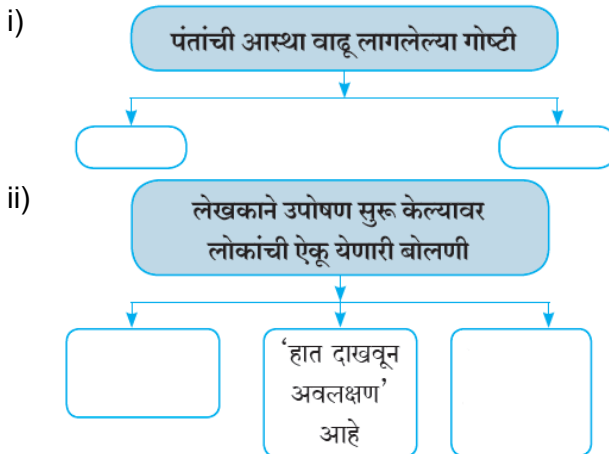 i)
पंतांची आस्था वाढू लागलेल्या गोष्टी
ii)
लेखकाने उपोषण सुरू केल्यावर
लोकांची ऐकू येणारी बोलणी
‘हात दाखवून
अवलक्षण’
आहे